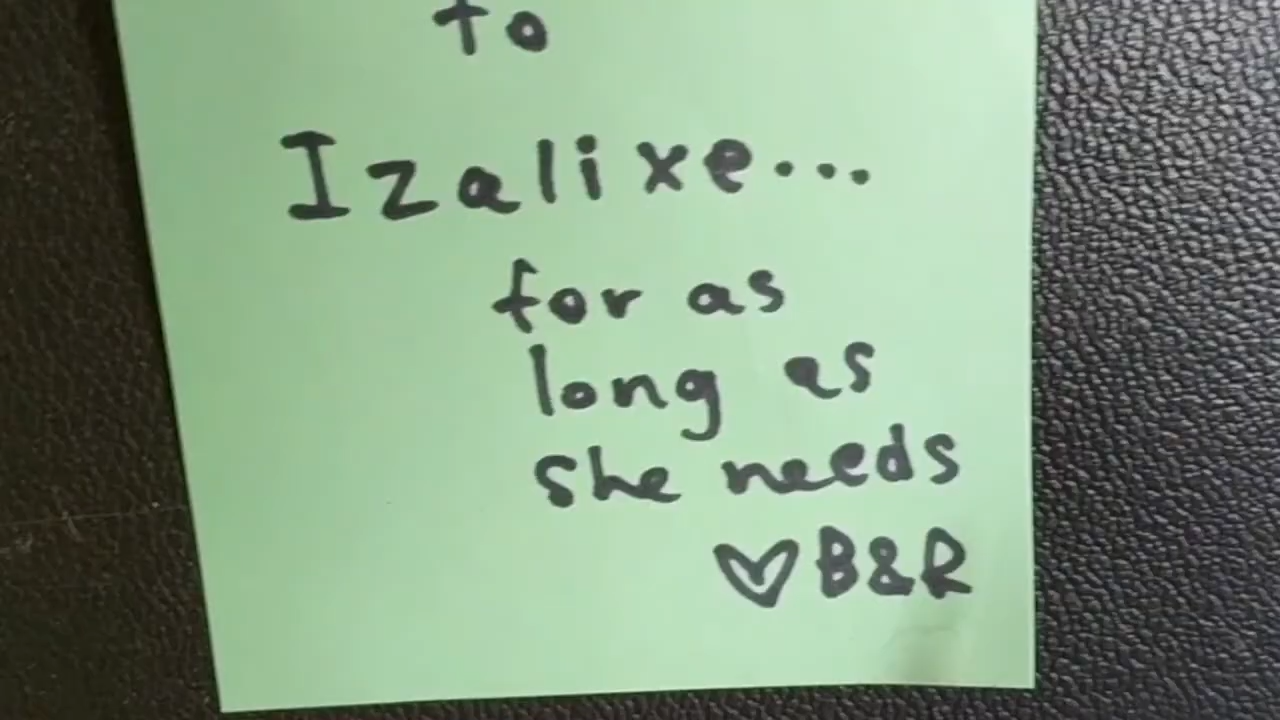 to
Izalixe...
for as
long as
she needs
♡B&R